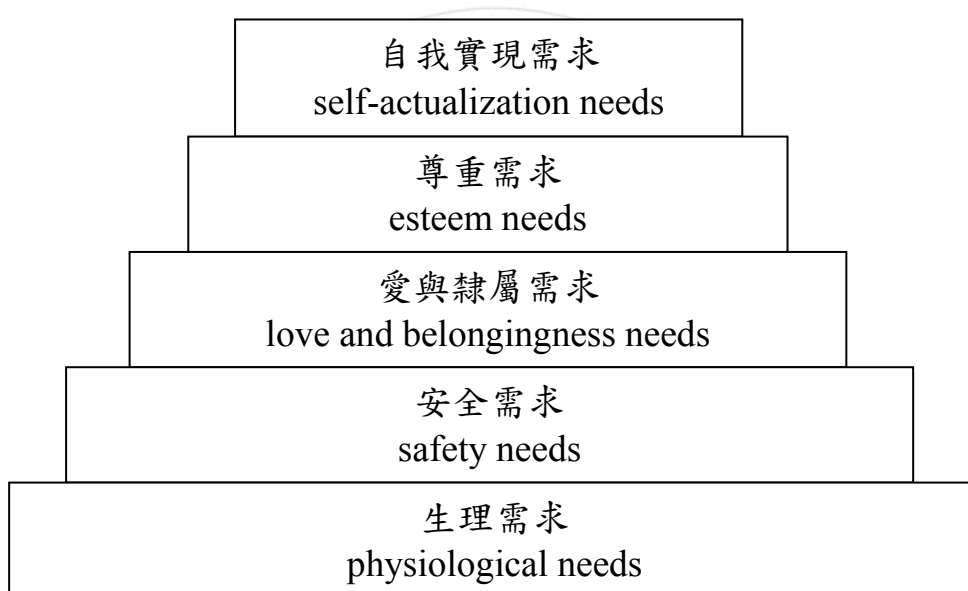 自我實現需求
self-actualization needs
尊重需求
esteem needs
愛與隸屬需求
love and belongingness needs
安全需求
safety needs
生理需求
physiological needs